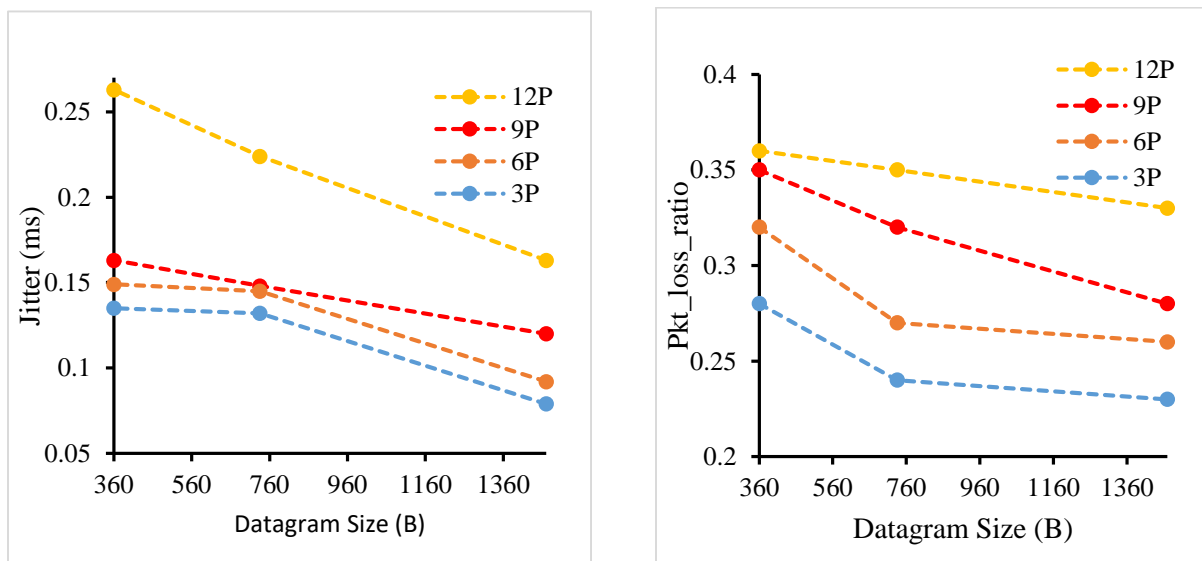 12P
9P
6P
3P
0.25
0.2
0.15
0.1
0.05
Jitter (ms)
360 560 760 960 1160 1360
Datagram Size (B)
12P
9P
6P
3P
0.4
0.35
0.3
0.25
0.2
Pkt_loss_ratio
360 560 760 960 1160 1360
Datagram Size (B)